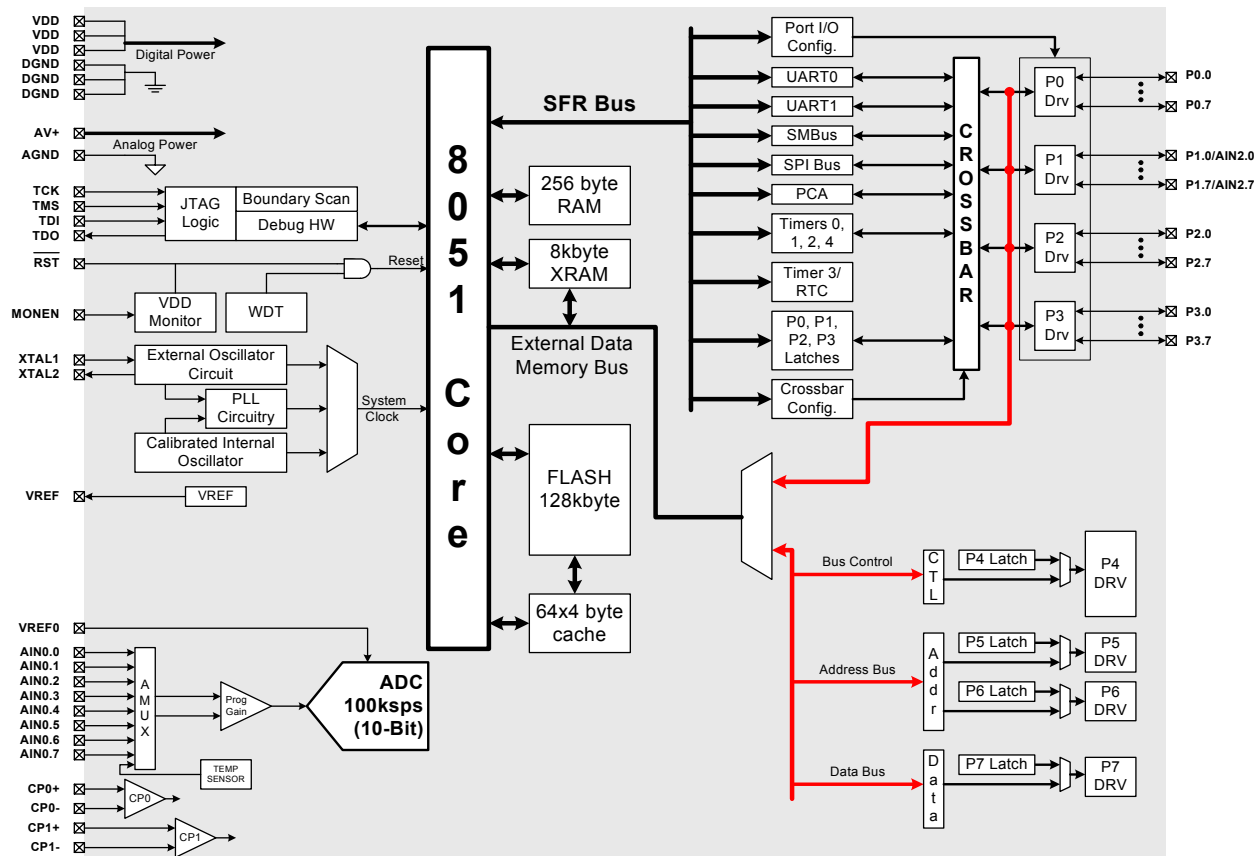 VDD
VDD
VDD
Digital Power
DGND
DGND
DGND
AV+
Analog Power
AGND
TCK
TMS
TDI
TDO
JTAG
Logic
Boundary Scan
Debug HW
RST
Reset
MONEN
VDD
Monitor
WDT
XTAL1
XTAL2
External Oscillator
Circuit
PLL
Circuitry
Calibrated Internal
Oscillator
System
Clock
VREF
VREF
VREF0
AIN0.0
AIN0.1
AIN0.2
AIN0.3
AIN0.4
AIN0.5
AIN0.6
AIN0.7
AMUX
Prog
Gain
ADC
100ksps
(10-Bit)
TEMP
SENSOR
CP0+
CP0-
CP0
CP1+
CP1-
CP1
8051 Core
SFR Bus
256 byte
RAM
8kbyte
XRAM
External Data
Memory Bus
FLASH
128kbyte
64x4 byte
cache
Port I/O
Config.
UART0
UART1
SMBus
SPI Bus
PCA
Timers 0,
1, 2, 4
Timer 3/
RTC
P0, P1,
P2, P3
Latches
Crossbar
Config.
CROSSBAR
P0
Drv
P1
Drv
P2
Drv
P3
Drv
P0.0
P0.7
P1.0/AIN2.0
P1.7/AIN2.7
P2.0
P2.7
P3.0
P3.7
Bus Control
CTL
P4 Latch
P4
DRV
Address Bus
Addr
P5 Latch
P5
DRV
P6 Latch
P6
DRV
Data Bus
Data
P7 Latch
P7
DRV